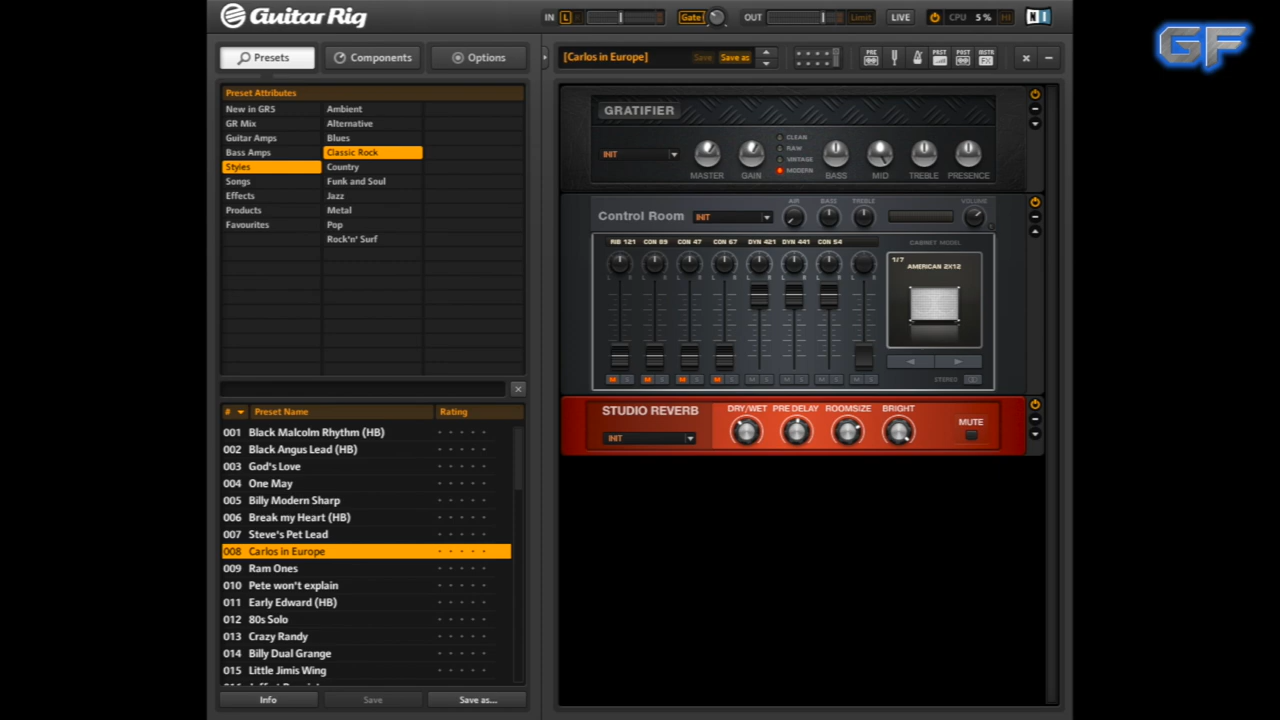 Guitar Rig
IN L R
Gate
OUT
Limit
LIVE
CPU 5 % HI
NI
GF
Presets
Components
Options
[Carlos in Europe]
Save
Save as
PRE
PRST
POST
INSTR FX
Preset Attributes
New in GR5
GR Mix
Guitar Amps
Bass Amps
Styles
Songs
Effects
Products
Favourites
Ambient
Alternative
Blues
Classic Rock
Country
Funk and Soul
Jazz
Metal
Pop
Rock'n' Surf
# Preset Name Rating
001 Black Malcolm Rhythm (HB)
002 Black Angus Lead (HB)
003 God's Love
004 One May
005 Billy Modern Sharp
006 Break my Heart (HB)
007 Steve's Pet Lead
008 Carlos in Europe
009 Ram Ones
010 Pete won't explain
011 Early Edward (HB)
012 80s Solo
013 Crazy Randy
014 Billy Dual Grange
015 Little Jimis Wing
Info
Save
Save as...
GRATIFIER
INIT
MASTER
GAIN
CLEAN
RAW
VINTAGE
MODERN
BASS
MID
TREBLE
PRESENCE
Control Room
INIT
AIR
BASS
TREBLE
VOLUME
RIB 121 CON 89 CON 47 CON 67 DYN 421 DYN 441 CON 54
L R L R L R L R L R L R L R L R
M S M S M S M S M S M S M S M S
CABINET MODEL
1/7
AMERICAN 2X12
STEREO
STUDIO REVERB
INIT
DRY/WET
PRE DELAY
ROOMSIZE
BRIGHT
MUTE